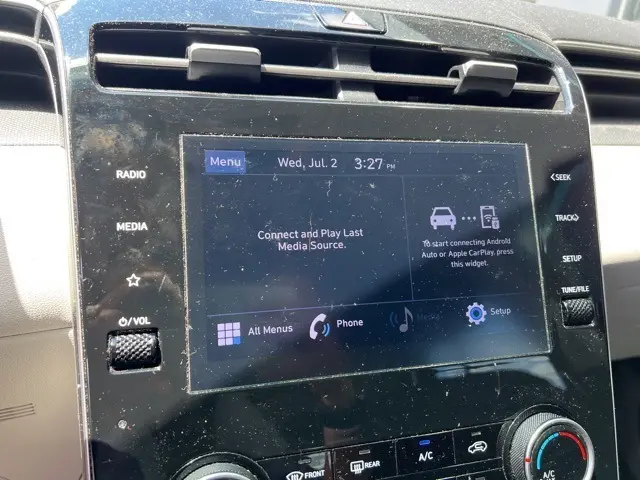 RADIO
MEDIA
VOL
Menu
Wed, Jul. 2 3:27 PM
Connect and Play Last
Media Source.
To start connecting Android
Auto or Apple CarPlay, press
this widget.
All Menus
Phone
Media
Setup
SEEK
TRACK
SETUP
TUNE/FILE
FRONT
REAR
A/C
A/C